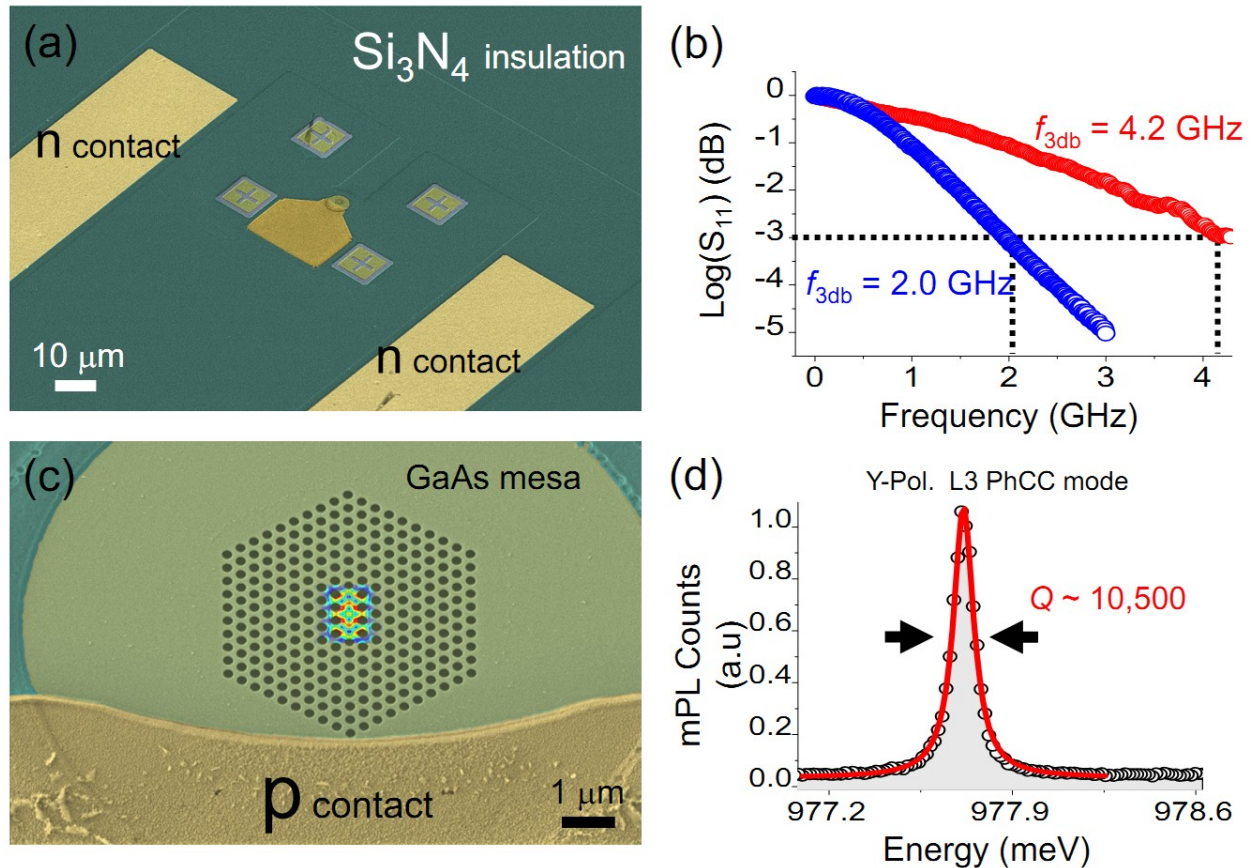 (a)
Si₃N₄ insulation
n contact
n contact
10 μm
(b)
Log(S₁₁) (dB)
0
-1
-2
-3
-4
-5
f3db = 4.2 GHz
f3db = 2.0 GHz
0 1 2 3 4
Frequency (GHz)
(c)
GaAs mesa
p contact
1 μm
(d)
Y-Pol. L3 PhCC mode
mPL Counts
(a.u)
1.0
0.8
0.6
0.4
0.2
0.0
Q ~ 10,500
977.2 977.9 978.6
Energy (meV)